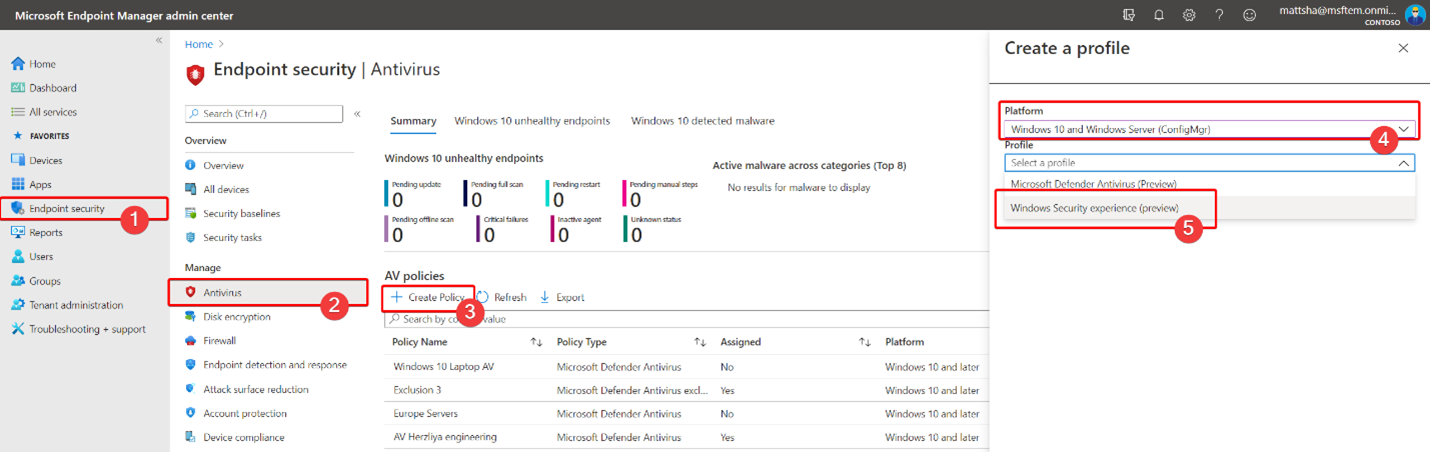 Microsoft Endpoint Manager admin center
mattsha@msftem.onmi...
CONTOSO
Home
Dashboard
All services
FAVORITES
Devices
Apps
Endpoint security
1
Reports
Users
Groups
Tenant administration
Troubleshooting + support
Home
Endpoint security | Antivirus
Search (Ctrl+/)
Overview
Overview
All devices
Security baselines
Security tasks
Manage
Antivirus
2
Disk encryption
Firewall
Endpoint detection and response
Attack surface reduction
Account protection
Device compliance
Summary Windows 10 unhealthy endpoints Windows 10 detected malware
Windows 10 unhealthy endpoints
Pending update Pending full scan Pending restart Pending manual steps
0 0 0 0
Pending offline scan Critical failures Inactive agent Unknown status
0 0 0 0
Active malware across categories (Top 8)
No results for malware to display
AV policies
Create Policy Refresh Export
3
Search by value
Policy Name Policy Type Assigned Platform
Windows 10 Laptop AV Microsoft Defender Antivirus No Windows 10 and later
Exclusion 3 Microsoft Defender Antivirus excl... Yes Windows 10 and later
Europe Servers Microsoft Defender Antivirus No Windows 10 and later
AV Herzliya engineering Microsoft Defender Antivirus Yes Windows 10 and later
Create a profile
Platform
Windows 10 and Windows Server (ConfigMgr)
4
Profile
Select a profile
Microsoft Defender Antivirus (Preview)
Windows Security experience (preview)
5